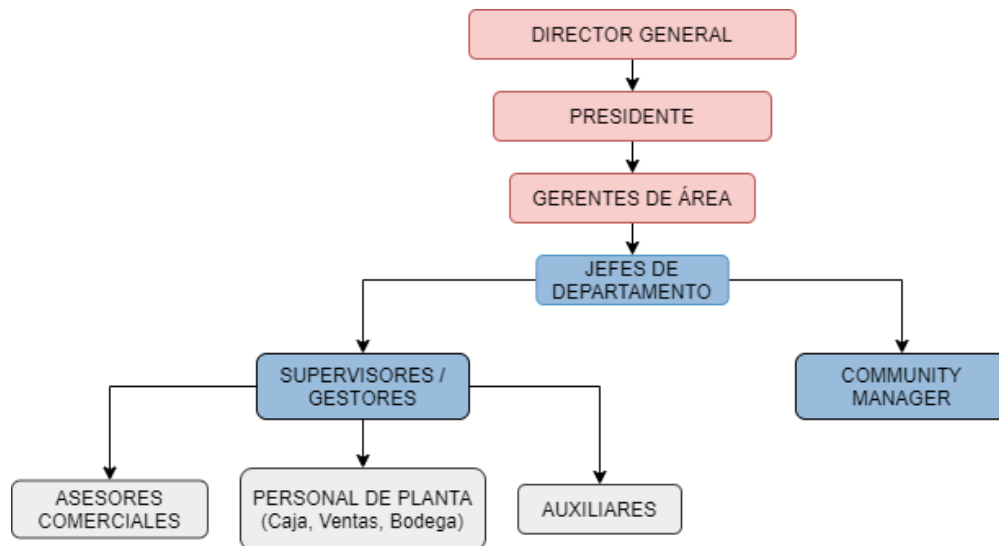 DIRECTOR GENERAL
PRESIDENTE
GERENTES DE ÁREA
JEFES DE
DEPARTAMENTO
SUPERVISORES /
GESTORES
COMMUNITY
MANAGER
ASESORES
COMERCIALES
PERSONAL DE PLANTA
(Caja, Ventas, Bodega)
AUXILIARES